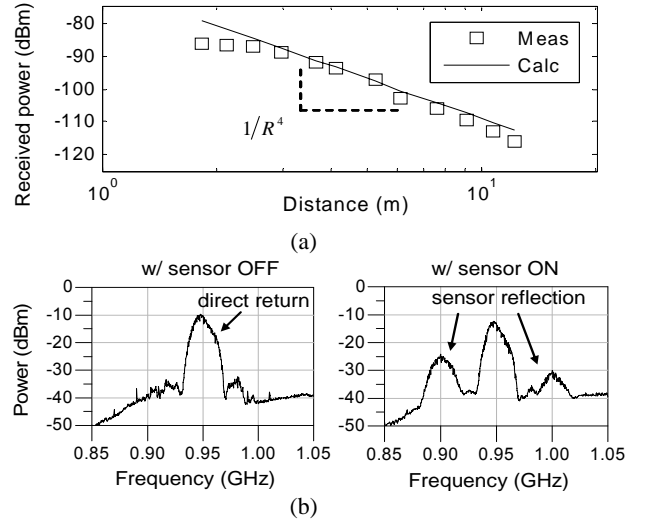 (a)
Received power (dBm)
-80
-90
-100
-110
-120
Meas
Calc
1/R⁴
10⁰
10¹
Distance (m)
(a)
w/ sensor OFF
w/ sensor ON
Power (dBm)
0
-10
-20
-30
-40
-50
direct return
0.85
0.90
0.95
1.00
1.05
Frequency (GHz)
0
-10
-20
-30
-40
-50
sensor reflection
0.85
0.90
0.95
1.00
1.05
Frequency (GHz)
(b)
(b)